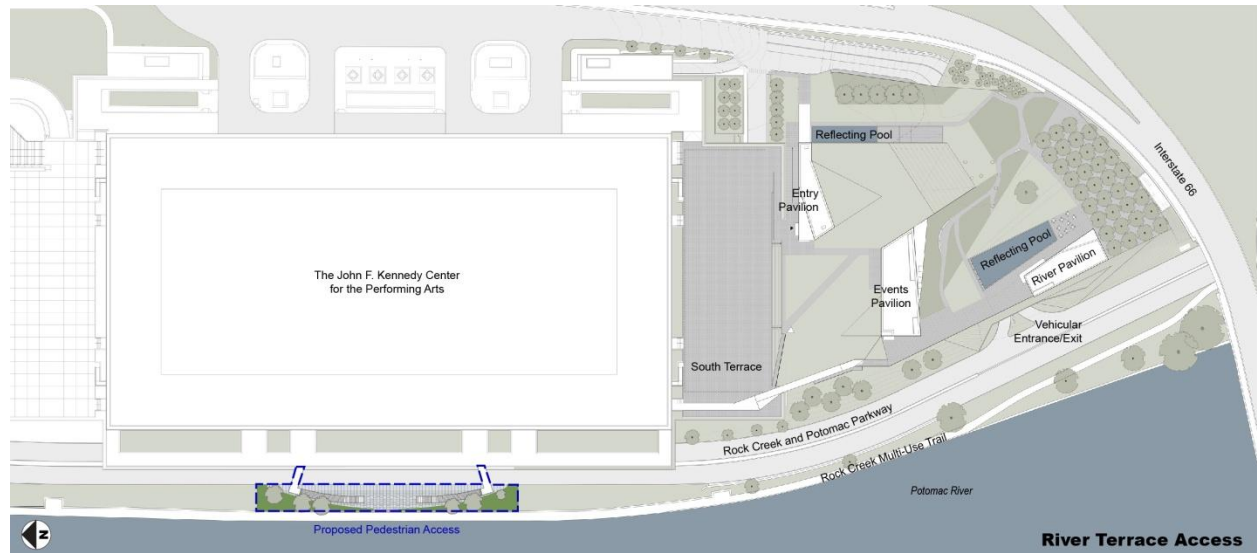 Reflecting Pool
Interstate 66
Entry
Pavilion
The John F. Kennedy Center
for the Performing Arts
Reflecting Pool
River Pavilion
Events
Pavilion
Vehicular
Entrance/Exit
South Terrace
Rock Creek and Potomac Parkway
Rock Creek Multi-Use Trail
Potomac River
Proposed Pedestrian Access
N
River Terrace Access